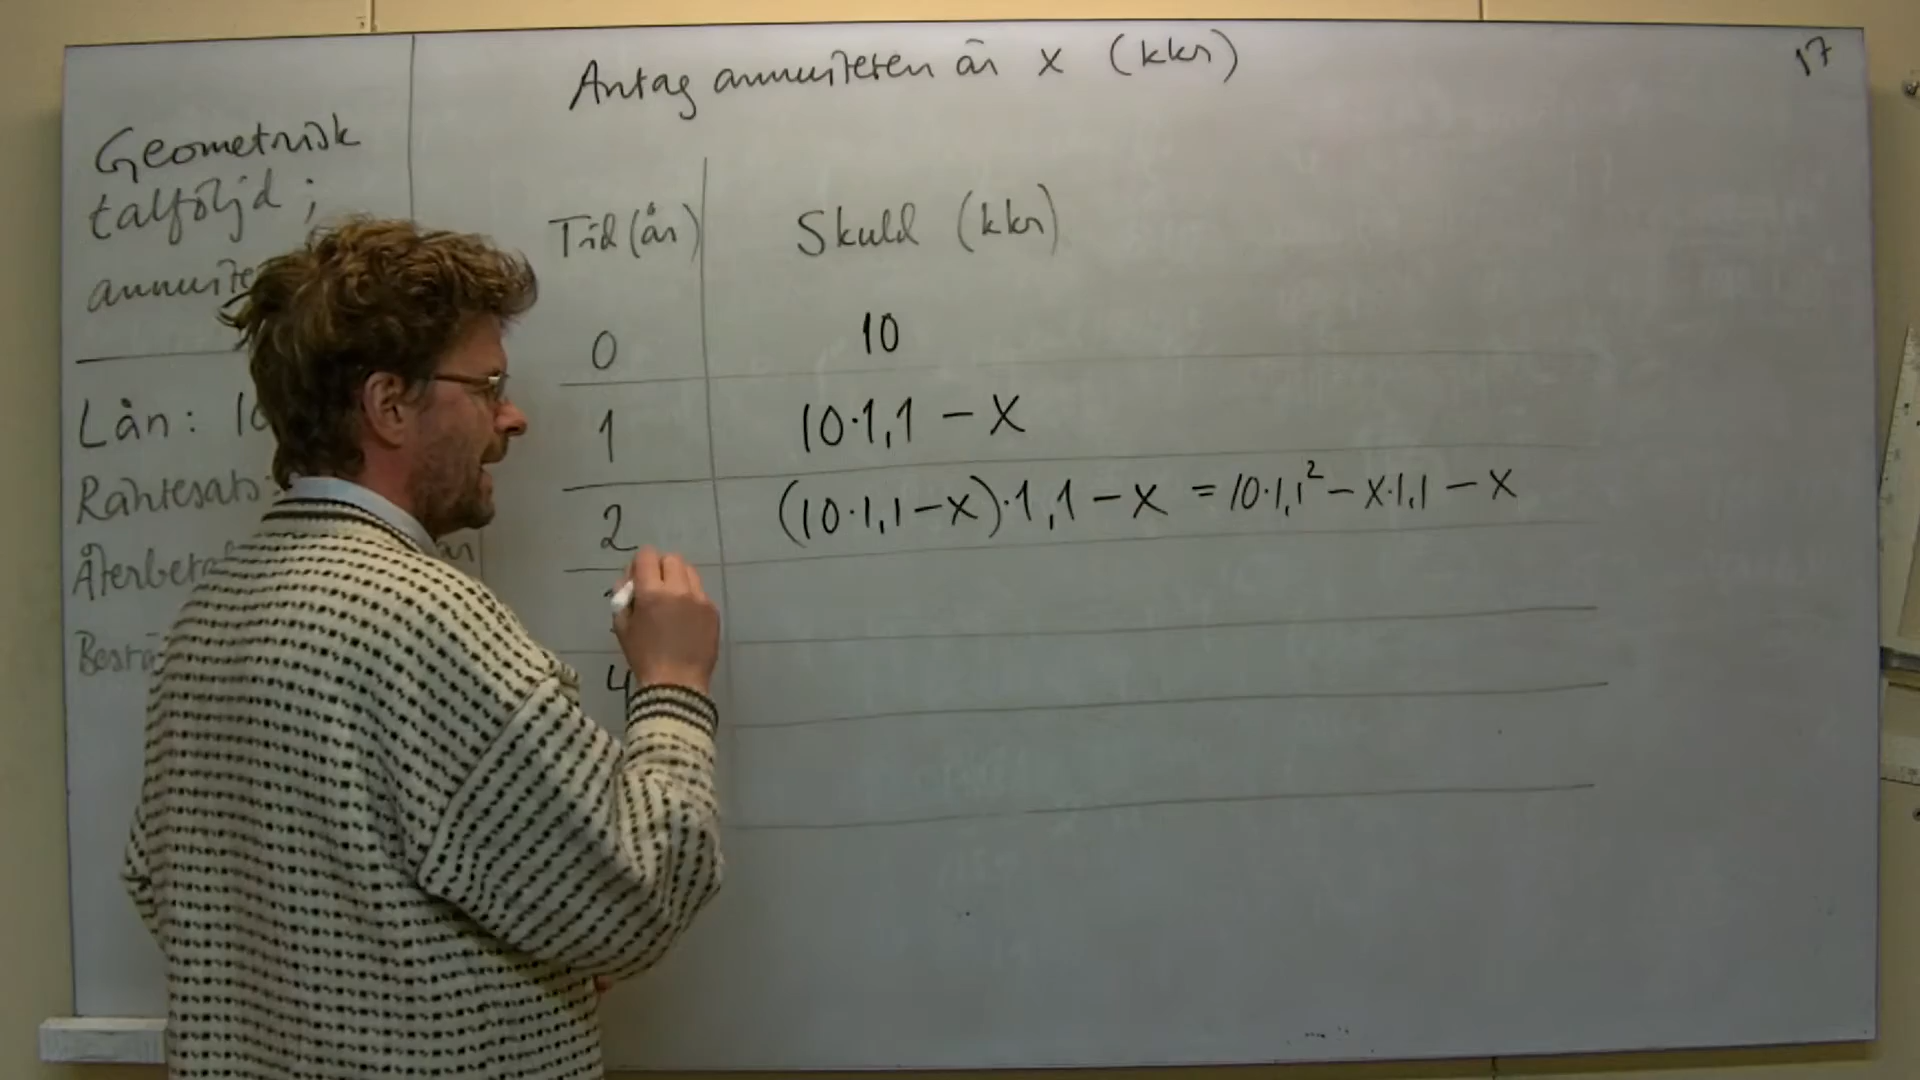 Antag annuiteten är x (kkr)
17
Geometrisk
talföljd;
Lån:
Räntesats:
Tid (år) Skuld (kkr)
0 10
1 10·1,1 - x
2 (10·1,1-x)·1,1 - x = 10·1,1² - x·1,1 - x
4